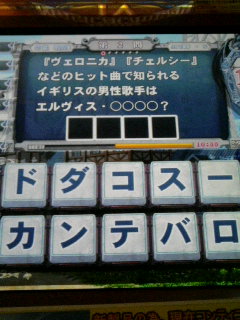 『ヴェロニカ』『チェルシー』
などのヒット曲で知られる
イギリスの男性歌手は
エルヴィス・○○○○?
10:00
ドダコスー
カンテバロ